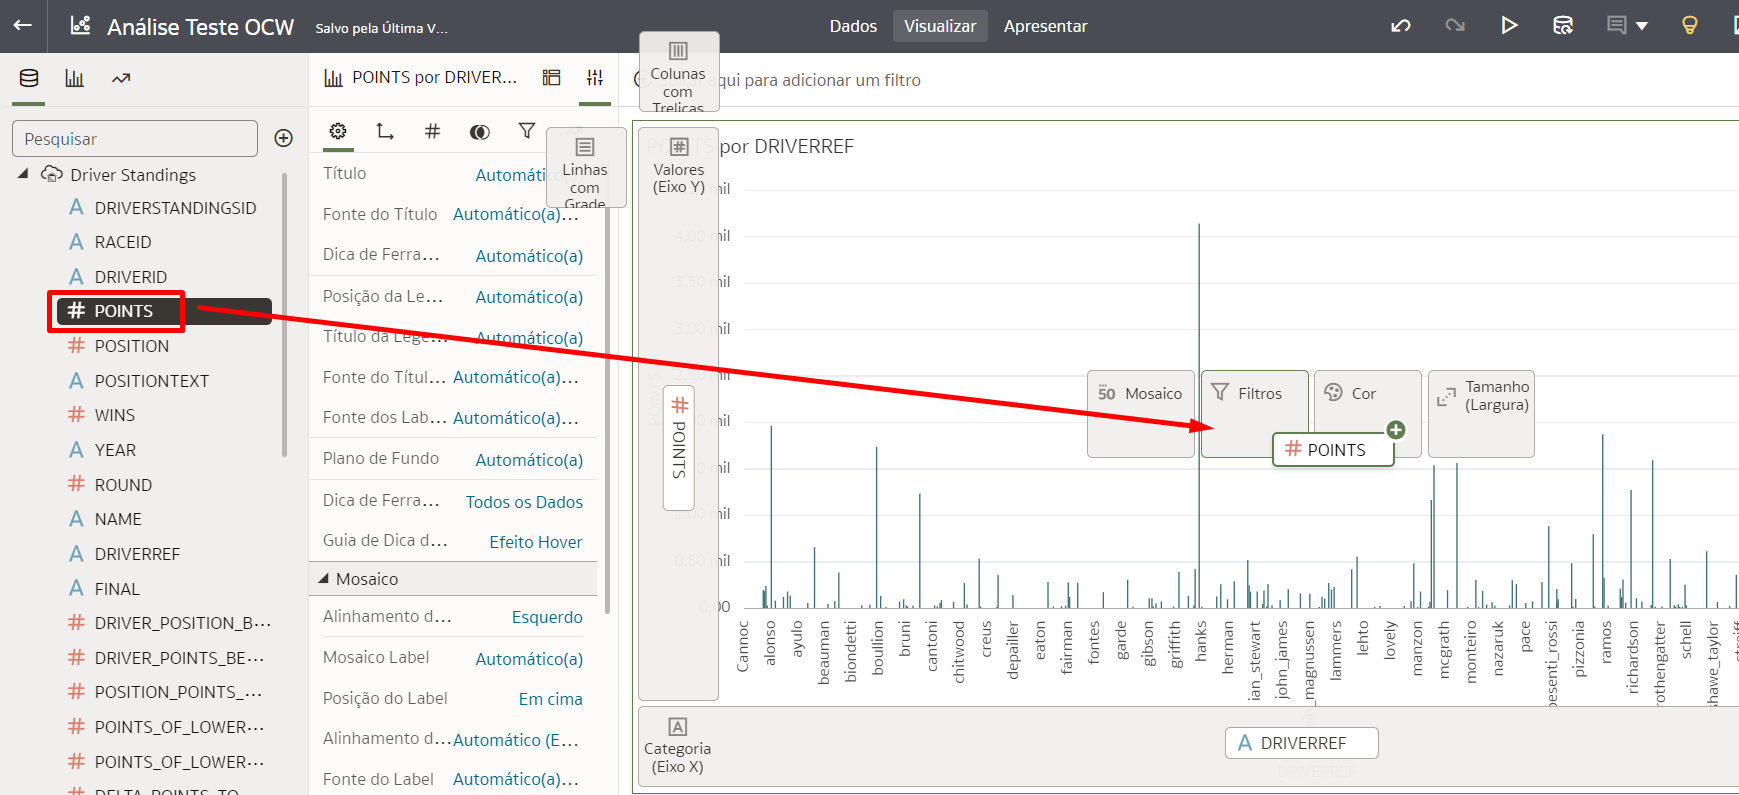 Análise Teste OCW
Salvo pela Última V...
Dados
Visualizar
Apresentar
Pesquisar
Driver Standings
DRIVERSTANDINGSID
RACEID
DRIVERID
POINTS
POSITION
POSITIONTEXT
WINS
YEAR
ROUND
NAME
DRIVERREF
FINAL
DRIVER_POSITION_B...
DRIVER_POINTS_BE...
POSITION_POINTS_...
POINTS_OF_LOWER...
POINTS_OF_LOWER...
DELTA_POINTS_TO_
POINTS por DRIVER...
Título
Automáti
Fonte do Título
Automático(a)...
Dica de Ferra...
Automático(a)
Posição da Le...
Automático(a)
Título da Lege...
Automático(a)
Fonte do Títul...
Automático(a)...
Fonte dos Lab...
Automático(a)...
Plano de Fundo
Automático(a)
Dica de Ferra...
Todos os Dados
Guia de Dica d...
Efeito Hover
Mosaico
Alinhamento d...
Esquerdo
Mosaico Label
Automático(a)
Posição do Label
Em cima
Alinhamento d...
Automático (E...
Fonte do Label
Automático(a)...
Colunas
com
Treliças
qui para adicionar um filtro
Linhas
com
Grade
Valores
(Eixo Y)
por DRIVERREF
mil
4.00 mil
3.50 mil
3.00 mil
mil
mil
mil
1.00 mil
0.50 mil
0.00
POINTS
50 Mosaico
Filtros
Cor
Tamanho
(Largura)
POINTS
Cannoc
alonso
ayulo
beauman
biondetti
boullion
bruni
cantoni
chitwood
creus
depailler
eaton
fairman
fontes
garde
gibson
griffith
hanks
herman
ian_stewart
john_james
magnussen
lammers
lehto
lovely
manzon
mcgrath
monteiro
nazaruk
pace
pesenti_rossi
pizzonia
ramos
richardson
rothengatter
schell
shawe_taylor
Categoria
(Eixo X)
DRIVERREF
DRIVERREF